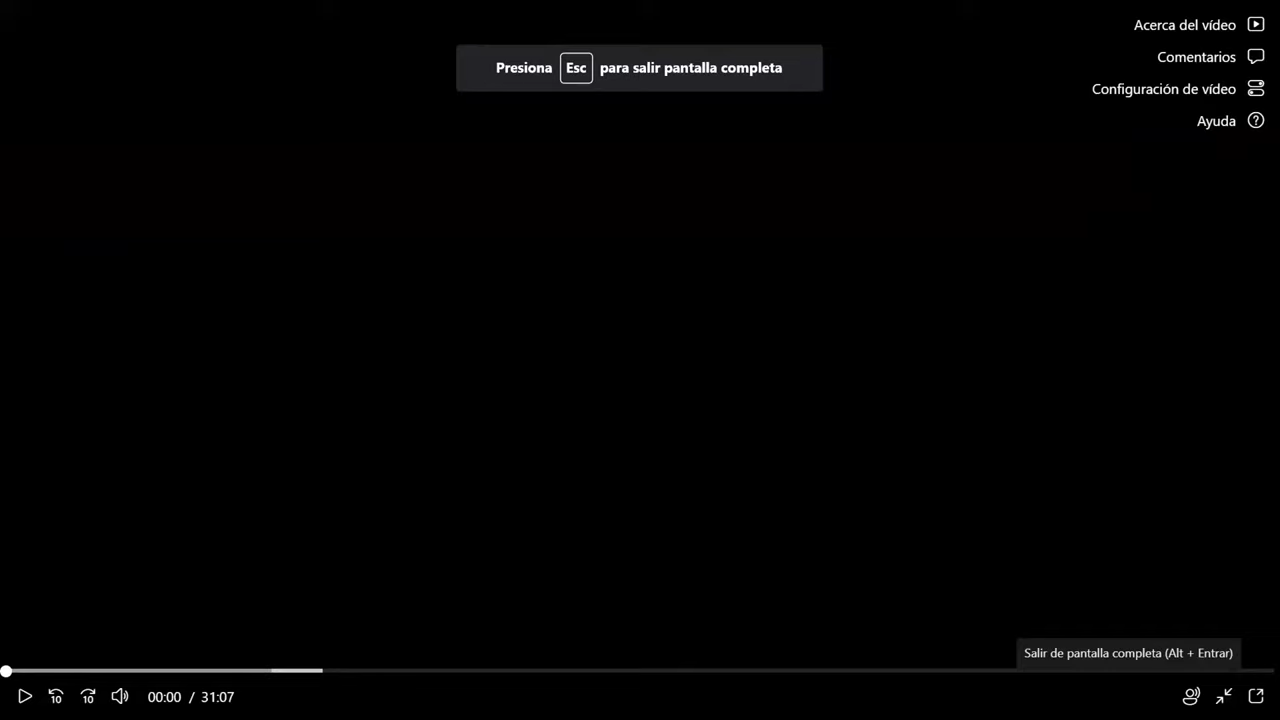 Acerca del vídeo
Presiona Esc para salir pantalla completa
Comentarios
Configuración de vídeo
Ayuda
Salir de pantalla completa (Alt + Entrar)
10 10 00:00 / 31:07